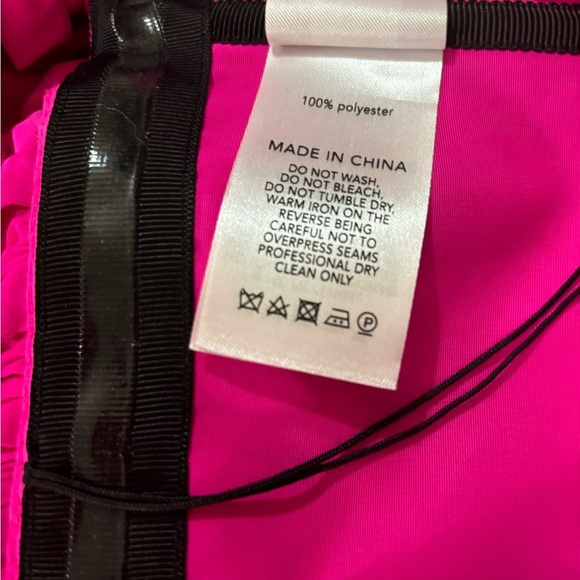 100% polyester
MADE IN CHINA
DO NOT WASH,
DO NOT BLEACH,
DO NOT TUMBLE DRY,
WARM IRON ON THE
REVERSE BEING
CAREFUL NOT TO
OVERPRESS SEAMS
PROFESSIONAL DRY
CLEAN ONLY
P